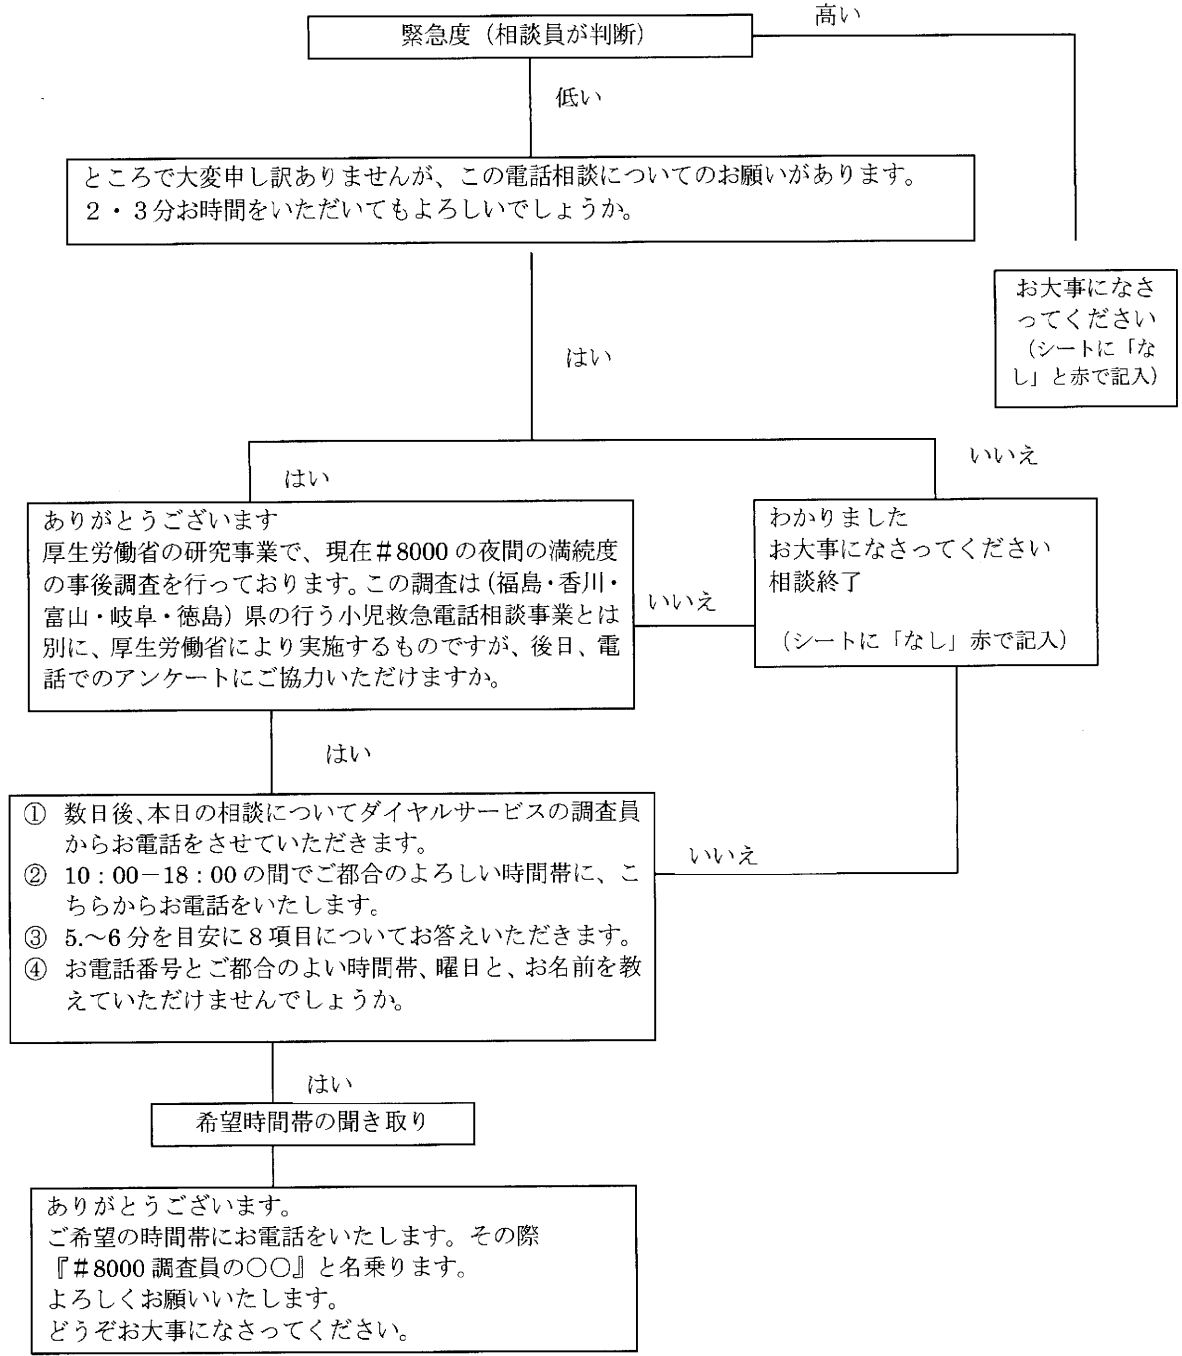 緊急度（相談員が判断）
高い
低い
ところで大変申し訳ありませんが、この電話相談についてのお願いがあります。
２・３分お時間をいただいてもよろしいでしょうか。
お大事になさ
ってください
（シートに「な
し」と赤で記入）
はい
はい
いいえ
ありがとうございます
厚生労働省の研究事業で、現在＃8000 の夜間の満続度
の事後調査を行っております。この調査は（福島・香川・
富山・岐阜・徳島）県の行う小児救急電話相談事業とは
別に、厚生労働省により実施するものですが、後日、電
話でのアンケートにご協力いただけますか。
いいえ
わかりました
お大事になさってください
相談終了
（シートに「なし」赤で記入）
はい
① 数日後、本日の相談についてダイヤルサービスの調査員
からお電話をさせていただきます。
② 10：00－18：00 の間でご都合のよろしい時間帯に、こ
ちらからお電話をいたします。
③ 5.～6 分を目安に 8 項目についてお答えいただきます。
④ お電話番号とご都合のよい時間帯、曜日と、お名前を教
えていただけませんでしょうか。
いいえ
はい
希望時間帯の聞き取り
ありがとうございます。
ご希望の時間帯にお電話をいたします。その際
『＃8000 調査員の〇〇』と名乗ります。
よろしくお願いいたします。
どうぞお大事になさってください。